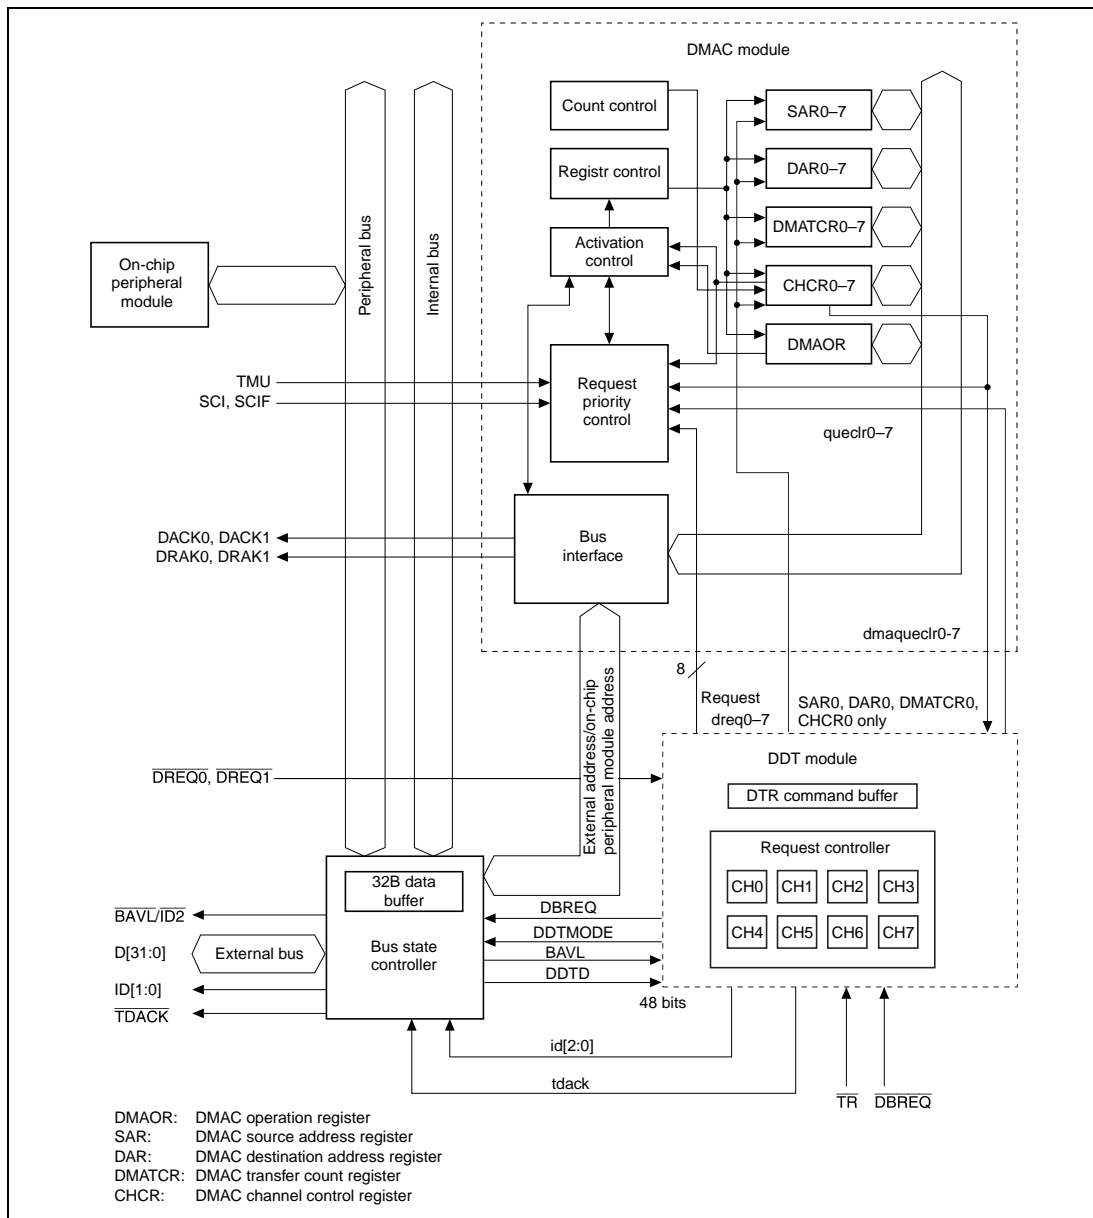 DMAC module
Count control
SAR0–7
Registr control
DAR0–7
DMATCR0–7
Activation
control
CHCR0–7
DMAOR
On-chip
peripheral
module
Peripheral bus
Internal bus
TMU
SCI, SCIF
Request
priority
control
queclr0–7
DACK0, DACK1
DRAK0, DRAK1
Bus
interface
dmaqueclr0-7
8
Request
dreq0–7
SAR0, DAR0, DMATCR0,
CHCR0 only
External address/on-chip
peripheral module address
DREQ0, DREQ1
DDT module
DTR command buffer
Request controller
CH0 CH1 CH2 CH3
CH4 CH5 CH6 CH7
32B data
buffer
Bus state
controller
BAVL/ID2
D[31:0]
External bus
ID[1:0]
TDACK
DBREQ
DDTMODE
BAVL
DDTD
48 bits
id[2:0]
tdack
TR
DBREQ
DMAOR: DMAC operation register
SAR: DMAC source address register
DAR: DMAC destination address register
DMATCR: DMAC transfer count register
CHCR: DMAC channel control register